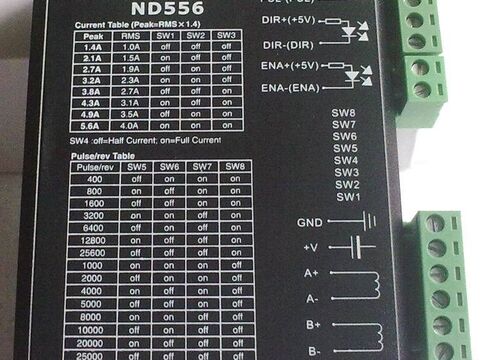 ND556
Current Table (Peak=RMS×1.4)
Peak RMS SW1 SW2 SW3
1.4A 1.0A off off off
2.1A 1.5A on off off
2.7A 1.9A off on off
3.2A 2.3A on on off
3.8A 2.7A off off on
4.3A 3.1A on off on
4.9A 3.5A off on on
5.6A 4.0A on on on
SW4 :off=Half Current; on=Full Current
Pulse/rev Table
Pulse/rev SW5 SW6 SW7 SW8
400 off on on on
800 on off on on
1600 off off on on
3200 on on off on
6400 off on off on
12800 on off off on
25600 off off off on
1000 on on on off
2000 off on on off
4000 on off on off
5000 off off on off
8000 on on off off
10000 off on off off
20000 on off off off
25000 off off off off
DIR+(+5V)
DIR-(DIR)
ENA+(+5V)
ENA-(ENA)
SW8
SW7
SW6
SW5
SW4
SW3
SW2
SW1
GND
+V
A+
A-
B+
B-